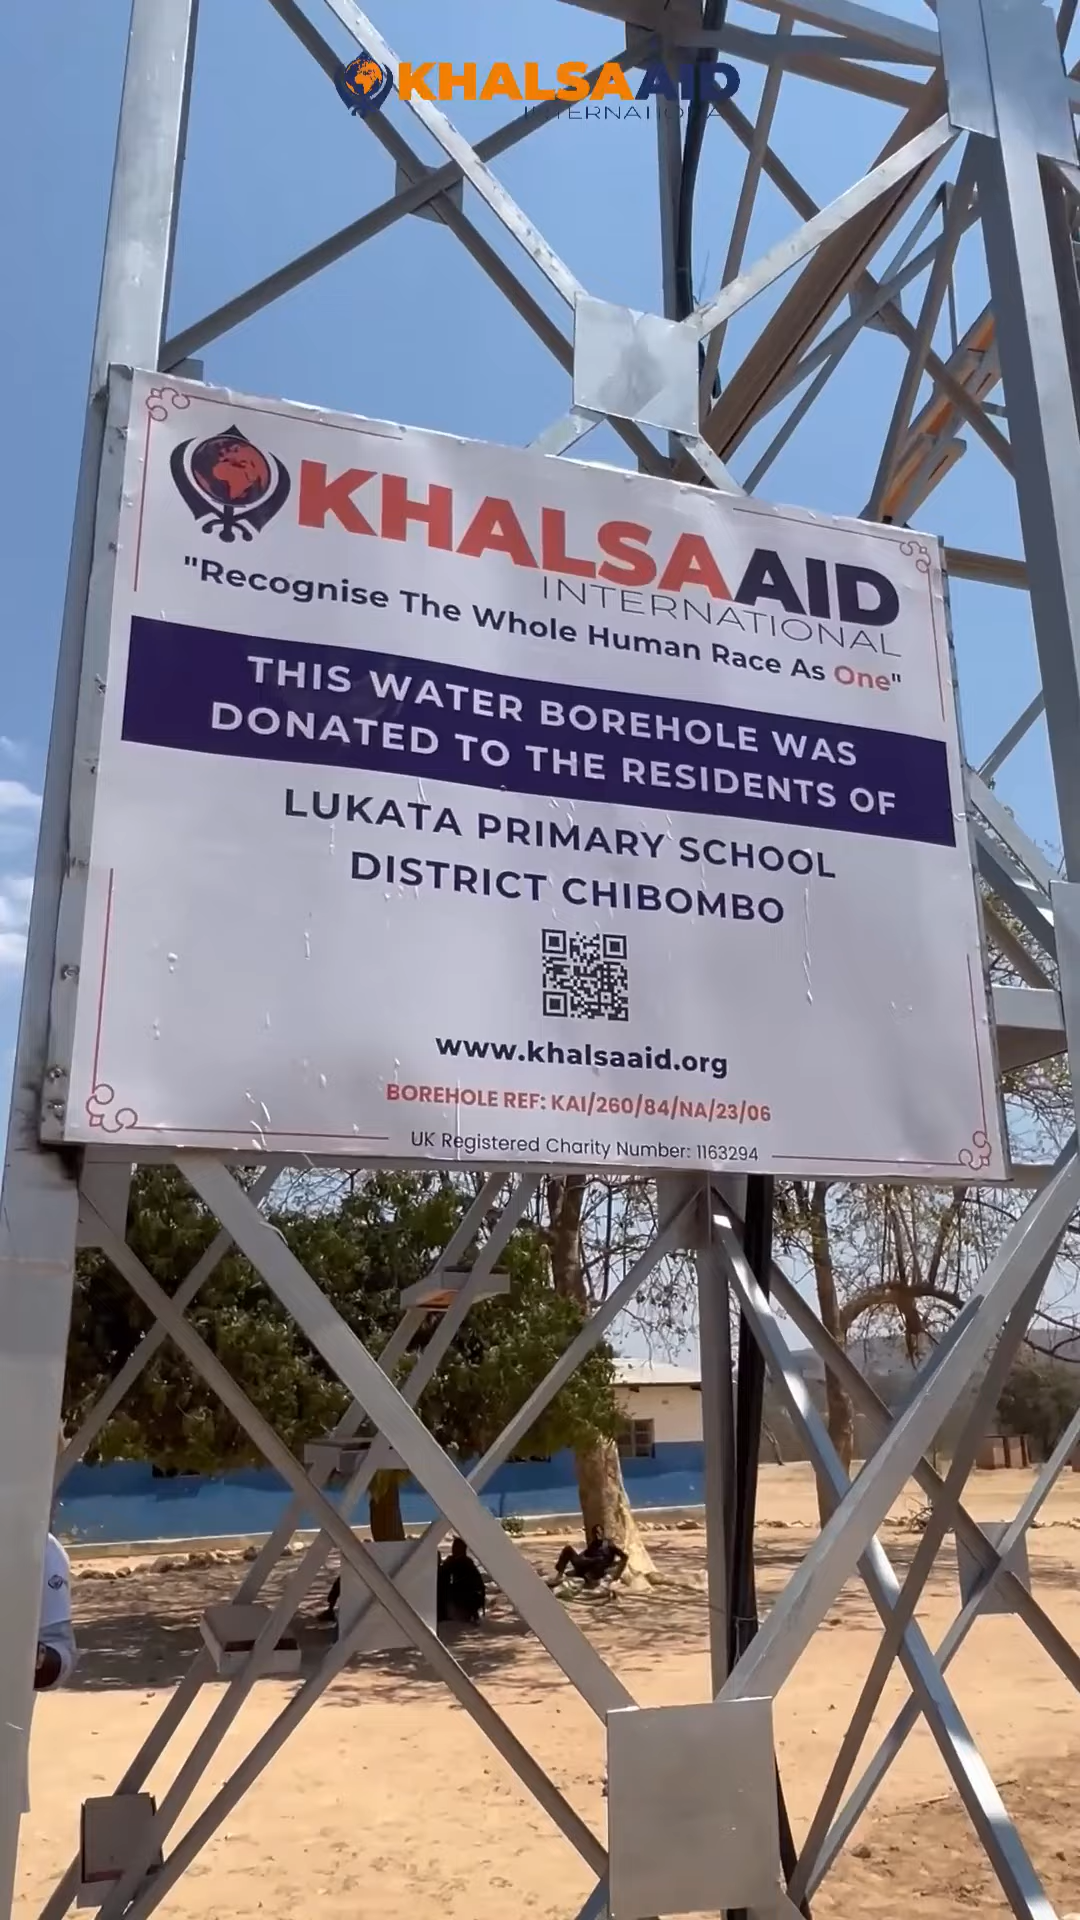 KHALSA AID
INTERNATIONAL
KHALSAAID
INTERNATIONAL
"Recognise The Whole Human Race As One"
THIS WATER BOREHOLE WAS
DONATED TO THE RESIDENTS OF
LUKATA PRIMARY SCHOOL
DISTRICT CHIBOMBO
www.khalsaaid.org
BOREHOLE REF: KAI/260/84/NA/23/06
UK Registered Charity Number: 1163294